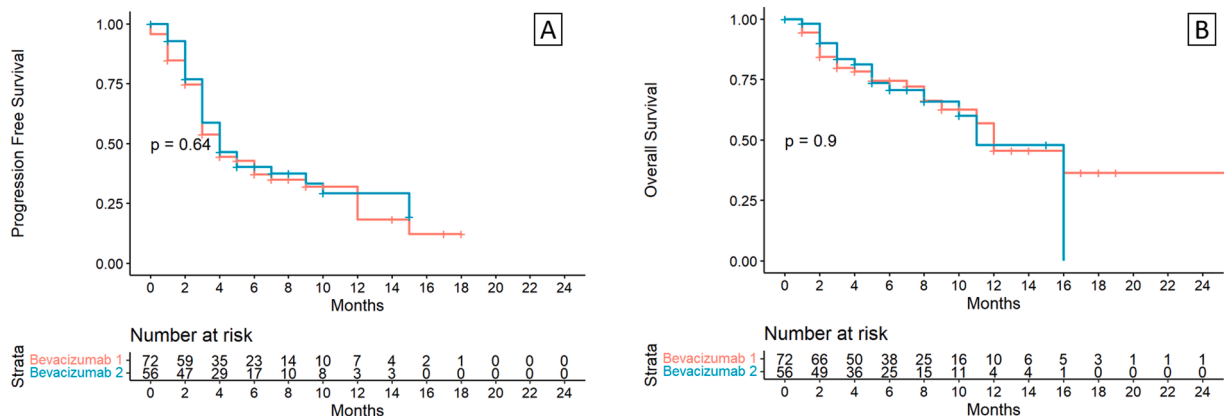 A
Progression Free Survival
1.00
0.75
0.50
0.25
0.00
p = 0.64
0 2 4 6 8 10 12 14 16 18 20 22 24
Months
Number at risk
Strata
Bevacizumab 1 72 59 35 23 14 10 7 4 2 1 0 0 0
Bevacizumab 2 56 47 29 17 10 8 3 3 0 0 0 0 0
0 2 4 6 8 10 12 14 16 18 20 22 24
Months
B
Overall Survival
1.00
0.75
0.50
0.25
0.00
p = 0.9
0 2 4 6 8 10 12 14 16 18 20 22 24
Months
Number at risk
Strata
Bevacizumab 1 72 66 50 38 25 16 10 6 5 3 1 1 1
Bevacizumab 2 56 49 36 25 15 11 4 4 1 0 0 0 0
0 2 4 6 8 10 12 14 16 18 20 22 24
Months